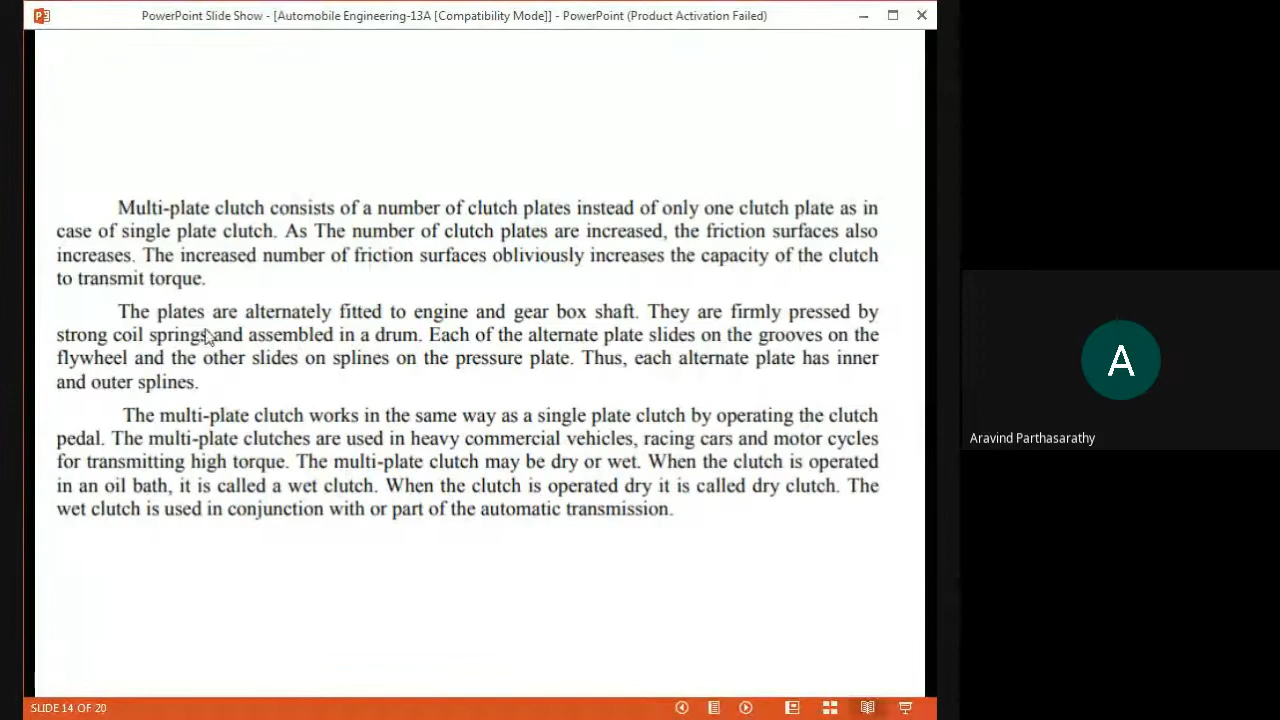 PowerPoint Slide Show - [Automobile Engineering-13A [Compatibility Mode]] - PowerPoint (Product Activation Failed)
Multi-plate clutch consists of a number of clutch plates instead of only one clutch plate as in
case of single plate clutch. As The number of clutch plates are increased, the friction surfaces also
increases. The increased number of friction surfaces obliviously increases the capacity of the clutch
to transmit torque.
The plates are alternately fitted to engine and gear box shaft. They are firmly pressed by
strong coil springs and assembled in a drum. Each of the alternate plate slides on the grooves on the
flywheel and the other slides on splines on the pressure plate. Thus, each alternate plate has inner
and outer splines.
The multi-plate clutch works in the same way as a single plate clutch by operating the clutch
pedal. The multi-plate clutches are used in heavy commercial vehicles, racing cars and motor cycles
for transmitting high torque. The multi-plate clutch may be dry or wet. When the clutch is operated
in an oil bath, it is called a wet clutch. When the clutch is operated dry it is called dry clutch. The
wet clutch is used in conjunction with or part of the automatic transmission.
A
Aravind Parthasarathy
SLIDE 14 OF 20